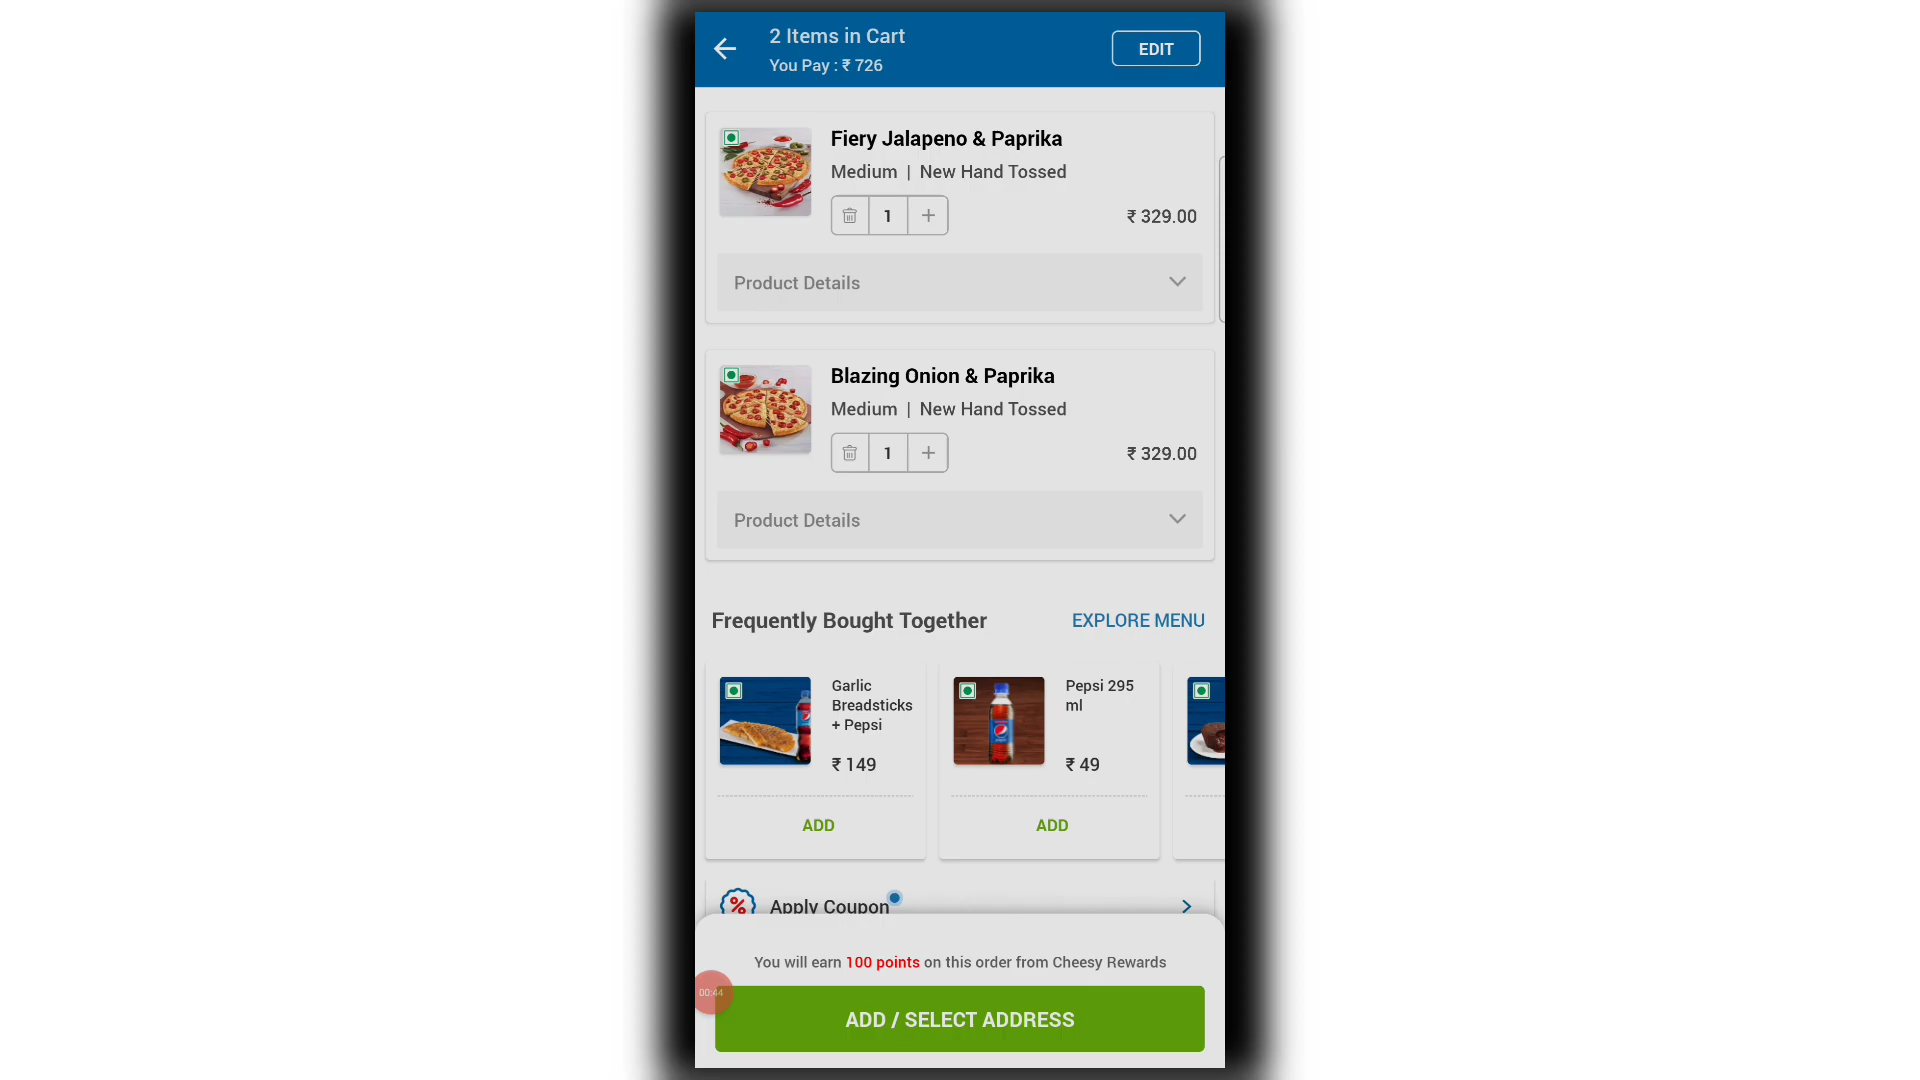 2 Items in Cart
You Pay : ₹ 726
EDIT
Fiery Jalapeno & Paprika
Medium | New Hand Tossed
1
₹ 329.00
Product Details
Blazing Onion & Paprika
Medium | New Hand Tossed
1
₹ 329.00
Product Details
Frequently Bought Together
EXPLORE MENU
Garlic
Breadsticks
+ Pepsi
₹ 149
ADD
Pepsi 295
ml
₹ 49
ADD
Apply Coupon
You will earn 100 points on this order from Cheesy Rewards
00:44
ADD / SELECT ADDRESS